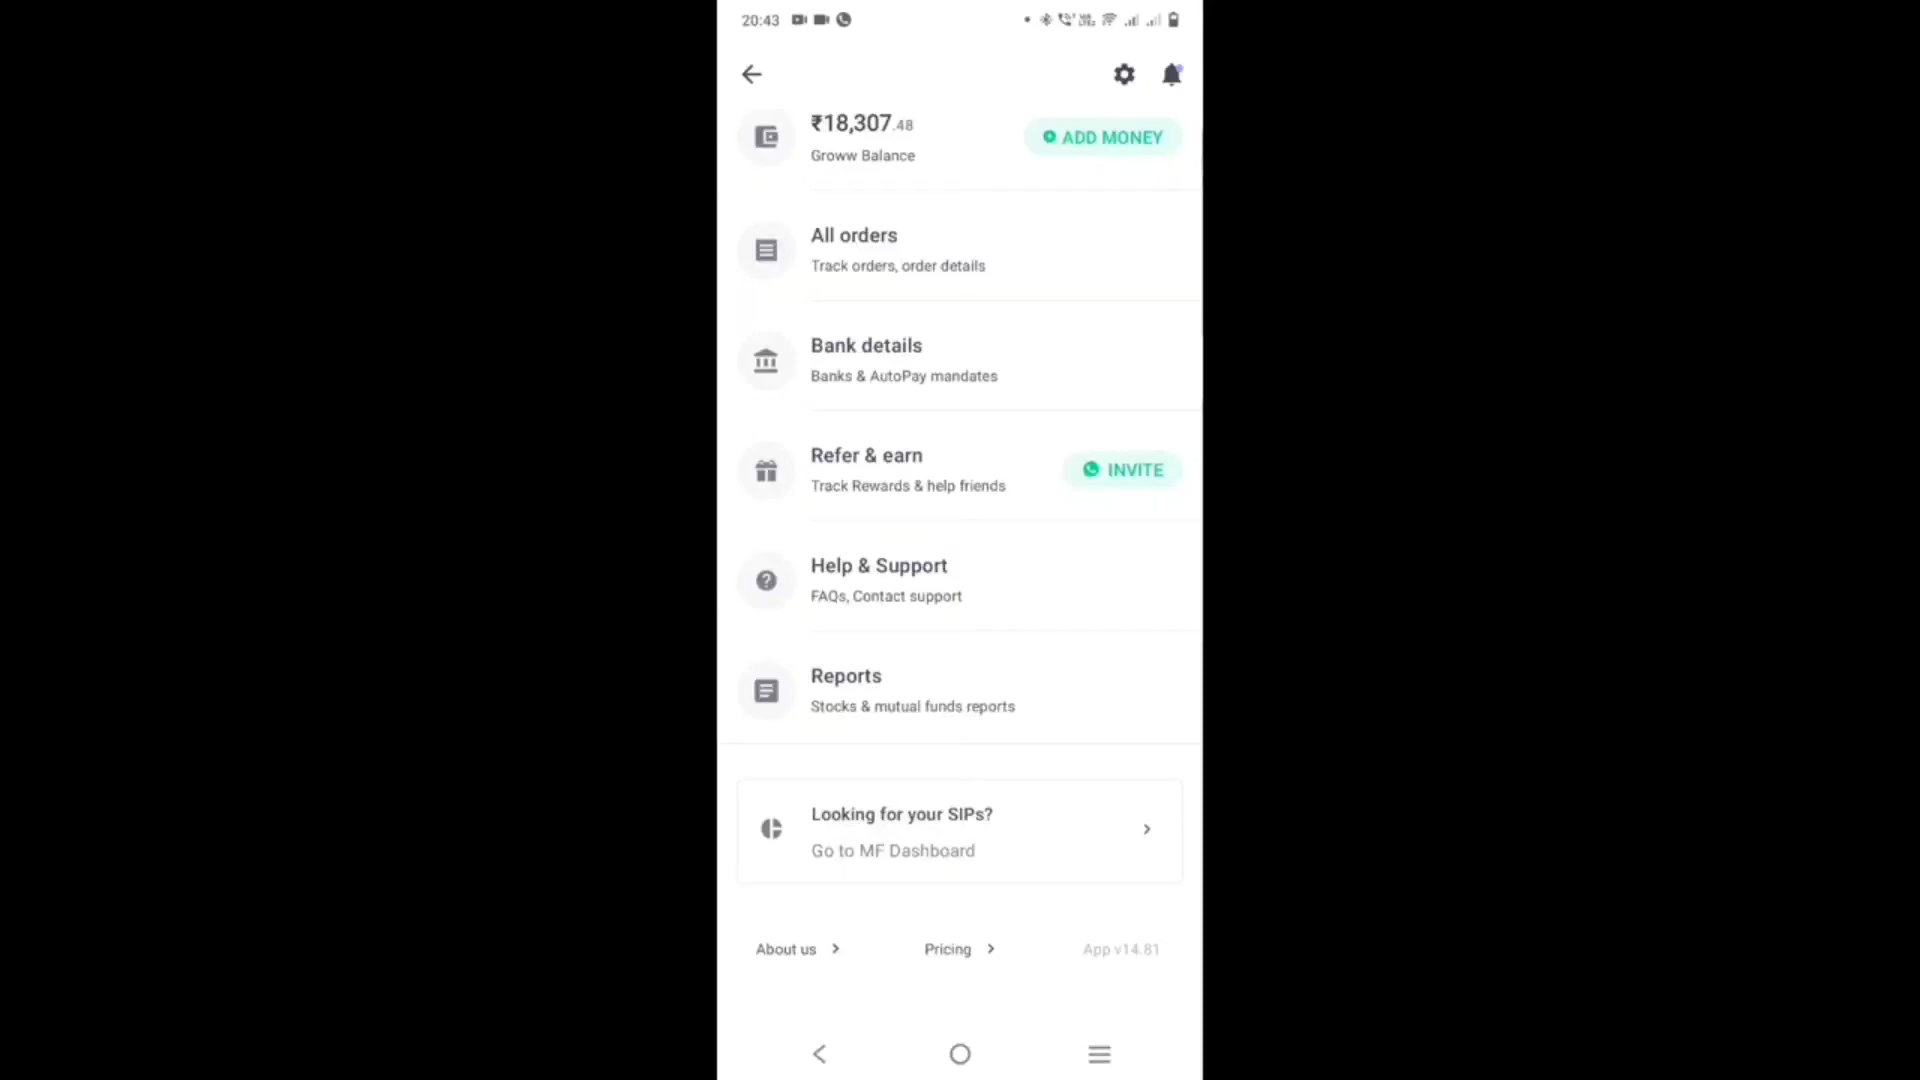 20:43
₹18,307.48
ADD MONEY
Groww Balance
All orders
Track orders, order details
Bank details
Banks & AutoPay mandates
Refer & earn
INVITE
Track Rewards & help friends
Help & Support
FAQs, Contact support
Reports
Stocks & mutual funds reports
Looking for your SIPs?
Go to MF Dashboard
About us
Pricing
App v14.81